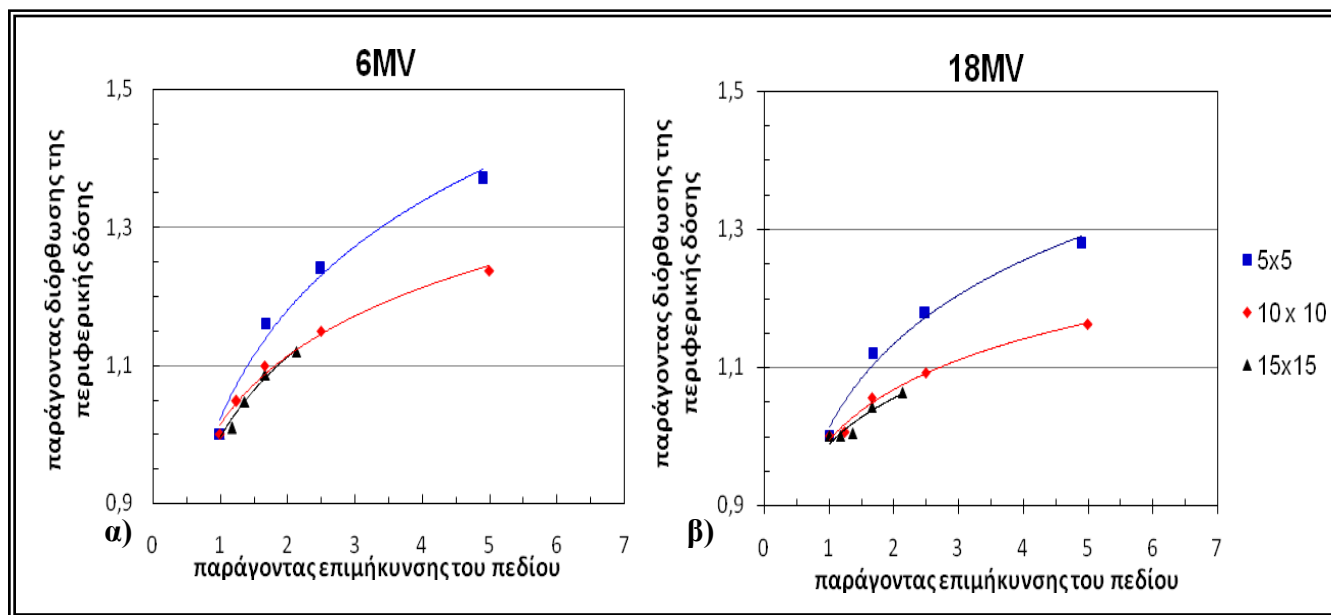 6MV
παράγοντας διόρθωσης της
περιφερικής δόσης
1,5
1,3
1,1
0,9
0 1 2 3 4 5 6 7
α)
παράγοντας επιμήκυνσης του πεδίου
18MV
παράγοντας διόρθωσης της
περιφερικής δόσης
1,5
1,3
1,1
0,9
0 1 2 3 4 5 6 7
β)
παράγοντας επιμήκυνσης του πεδίου
5x5
10 x 10
15x15